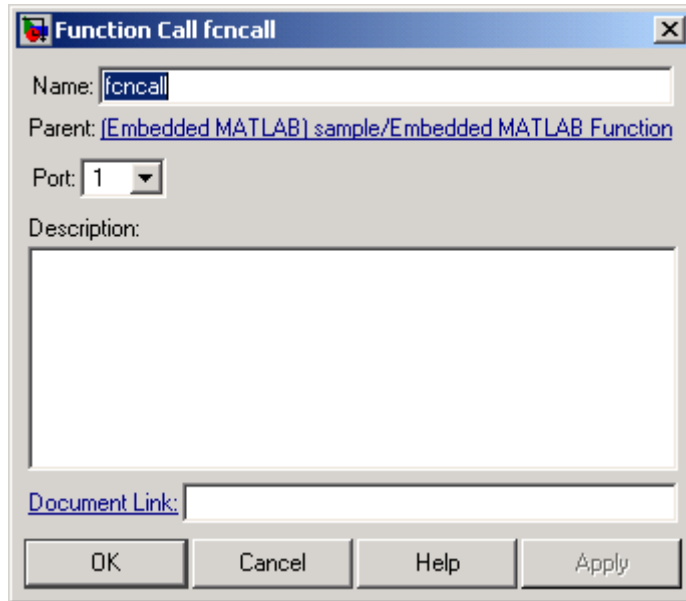 Function Call fcncall
Name: fcncall
Parent: (Embedded MATLAB) sample/Embedded MATLAB Function
Port: 1
Description:
Document Link:
OK Cancel Help Apply